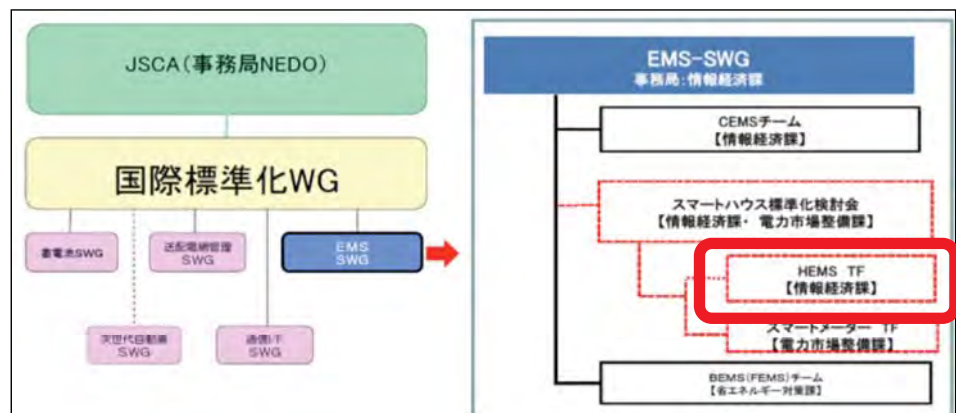 JSCA(事務局NEDO)
国際標準化WG
蓄電池SWG
送配電網管理
SWG
EMS
SWG
次世代自動車
SWG
通信I/F
SWG
EMS-SWG
事務局:情報経済課
CEMSチーム
【情報経済課】
スマートハウス標準化検討会
【情報経済課・電力市場整備課】
HEMS TF
【情報経済課】
スマートメーター TF
【電力市場整備課】
BEMS(FEMS)チーム
【省エネルギー対策課】